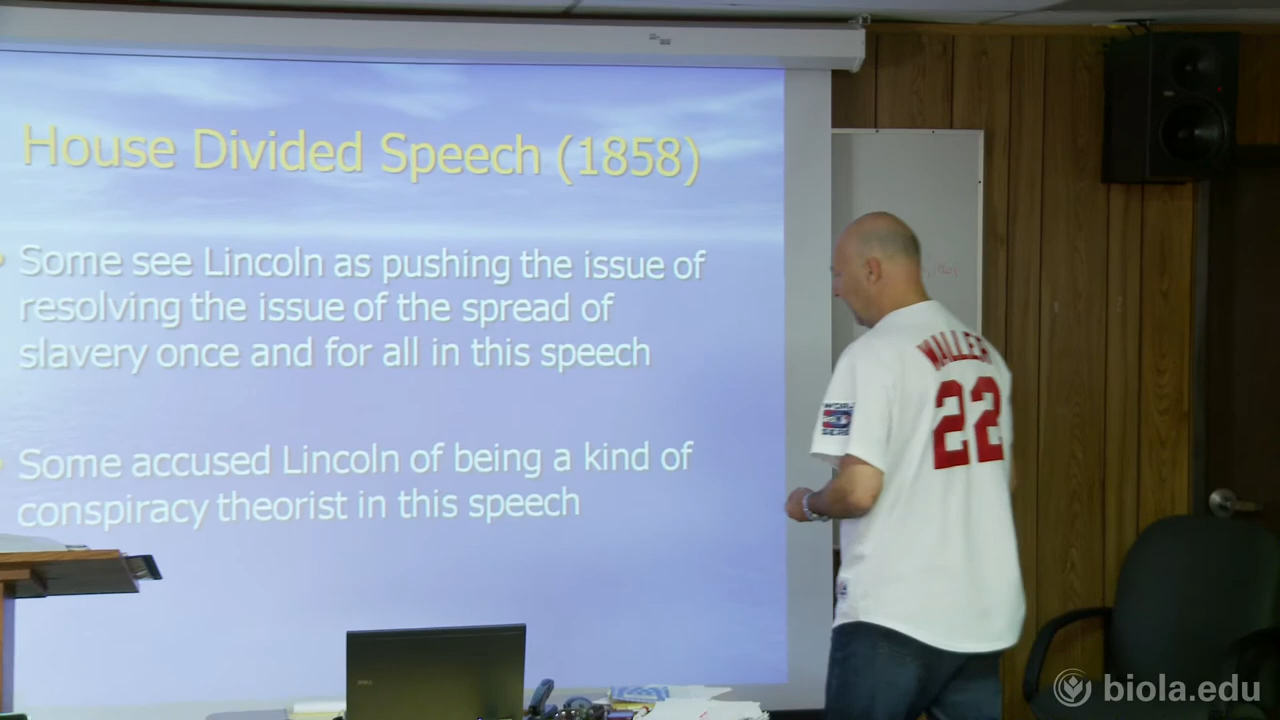 House Divided Speech (1858)
Some see Lincoln as pushing the issue of
resolving the issue of the spread of
slavery once and for all in this speech
Some accused Lincoln of being a kind of
conspiracy theorist in this speech
WALLER
22
DELL
biola.edu